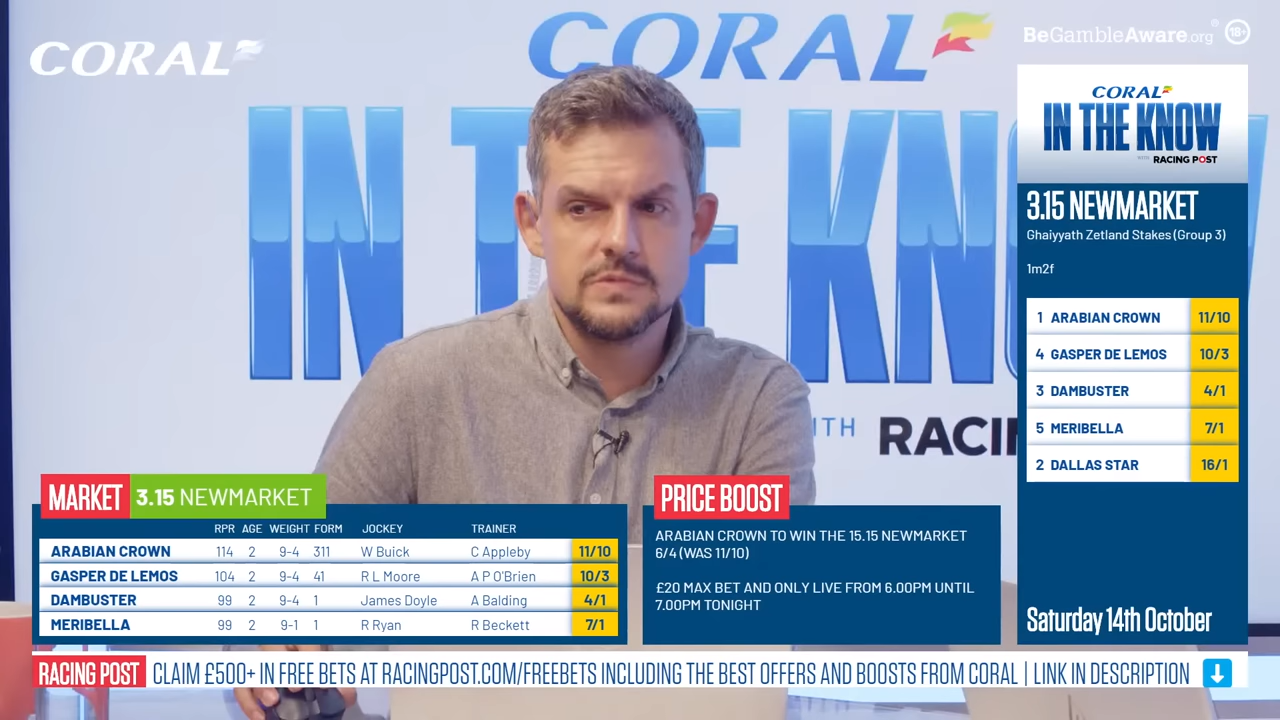 CORAL
CORAL
IN THE KNOW
WITH RACI
BeGambleAware.org® 18+
CORAL
IN THE KNOW
WITH RACING POST
3.15 NEWMARKET
Ghaiyyath Zetland Stakes (Group 3)
1m2f
1 ARABIAN CROWN 11/10
4 GASPER DE LEMOS 10/3
3 DAMBUSTER 4/1
5 MERIBELLA 7/1
2 DALLAS STAR 16/1
Saturday 14th October
MARKET 3.15 NEWMARKET
RPR AGE WEIGHT FORM JOCKEY TRAINER
ARABIAN CROWN 114 2 9-4 311 W Buick C Appleby 11/10
GASPER DE LEMOS 104 2 9-4 41 R L Moore A P O'Brien 10/3
DAMBUSTER 99 2 9-4 1 James Doyle A Balding 4/1
MERIBELLA 99 2 9-1 1 R Ryan R Beckett 7/1
PRICE BOOST
ARABIAN CROWN TO WIN THE 15.15 NEWMARKET
6/4 (WAS 11/10)
£20 MAX BET AND ONLY LIVE FROM 6.00PM UNTIL
7.00PM TONIGHT
RACING POST CLAIM £500+ IN FREE BETS AT RACINGPOST.COM/FREEBETS INCLUDING THE BEST OFFERS AND BOOSTS FROM CORAL | LINK IN DESCRIPTION